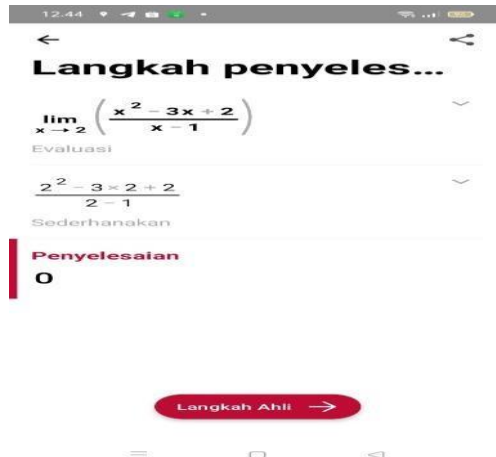 12.44
Langkah penyeles...
lim x → 2 (x² - 3x + 2 / x - 1)
Evaluasi
2² - 3 × 2 + 2 / 2 - 1
Sederhanakan
Penyelesaian
0
Langkah Ahli →